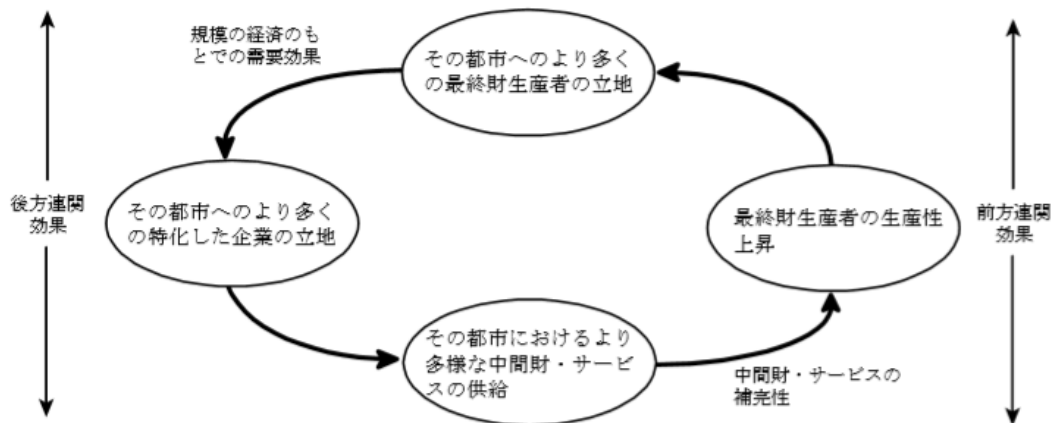 規模の経済のも
とでの需要効果
その都市へのより多く
の最終財生産者の立地
後方連関
効果
その都市へのより多く
の特化した企業の立地
最終財生産者の生産性
上昇
前方連関
効果
その都市におけるより
多様な中間財・サービ
スの供給
中間財・サービスの
補完性